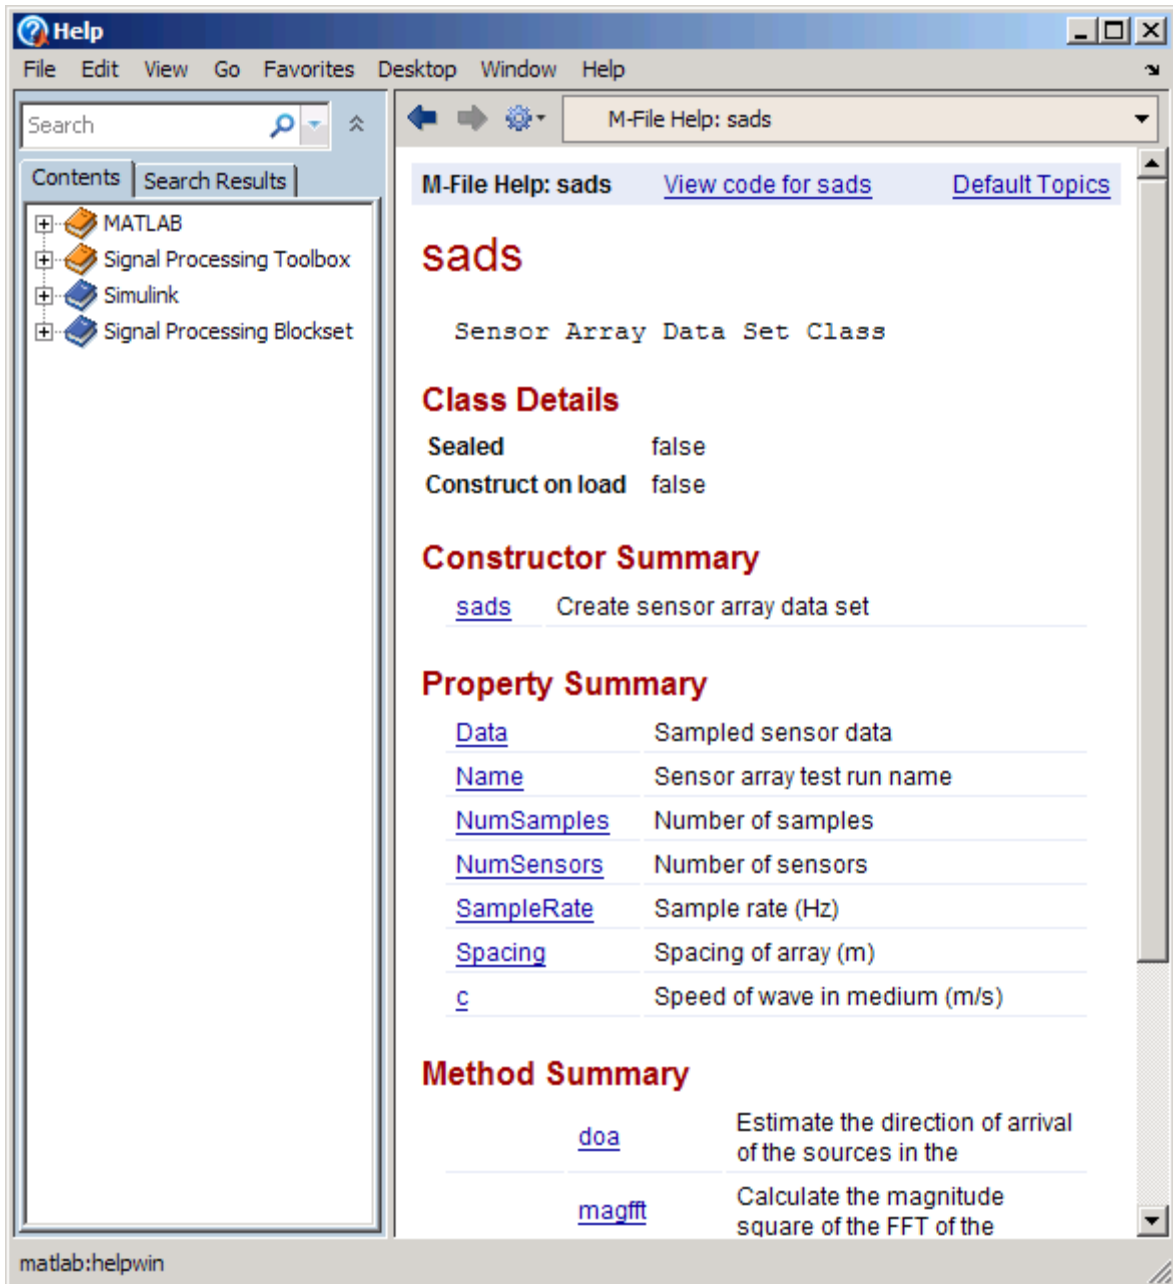 Help
File Edit View Go Favorites Desktop Window Help
Search
M-File Help: sads
Contents Search Results
MATLAB
Signal Processing Toolbox
Simulink
Signal Processing Blockset
M-File Help: sads View code for sads Default Topics
sads
Sensor Array Data Set Class
Class Details
Sealed false
Construct on load false
Constructor Summary
sads Create sensor array data set
Property Summary
Data Sampled sensor data
Name Sensor array test run name
NumSamples Number of samples
NumSensors Number of sensors
SampleRate Sample rate (Hz)
Spacing Spacing of array (m)
c Speed of wave in medium (m/s)
Method Summary
doa Estimate the direction of arrival
of the sources in the
magfft Calculate the magnitude
square of the FFT of the
matlab:helpwin